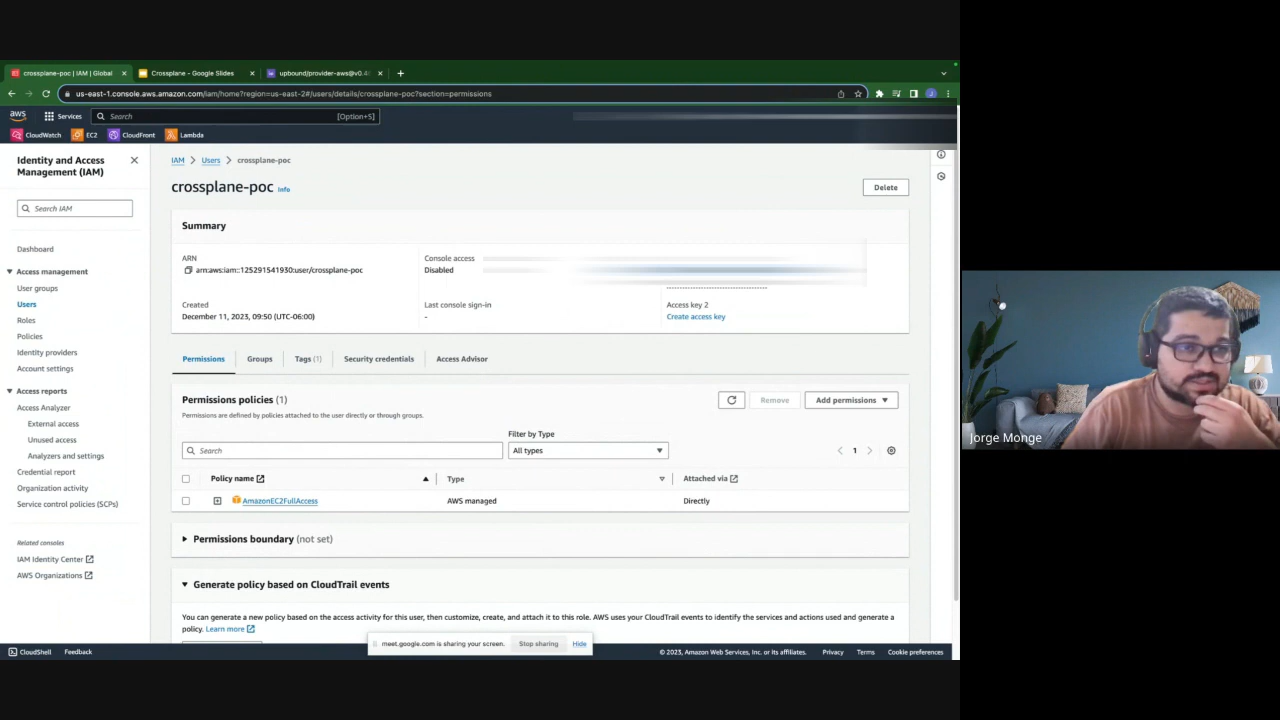 crossplane-poc | IAM | Global
Crossplane - Google Slides
upbound/provider-aws@v0.4
us-east-1.console.aws.amazon.com/iam/home?region=us-east-2#/users/details/crossplane-poc?section=permissions
aws
Services
Search
[Option+S]
CloudWatch
EC2
CloudFront
Lambda
Identity and Access
Management (IAM)
Search IAM
Dashboard
Access management
User groups
Users
Roles
Policies
Identity providers
Account settings
Access reports
Access Analyzer
External access
Unused access
Analyzers and settings
Credential report
Organization activity
Service control policies (SCPs)
Related consoles
IAM Identity Center
AWS Organizations
IAM > Users > crossplane-poc
crossplane-poc Info
Delete
Summary
ARN
arn:aws:iam::125291541930:user/crossplane-poc
Console access
Disabled
Created
December 11, 2023, 09:50 (UTC-06:00)
Last console sign-in
-
Access key 2
Create access key
Permissions
Groups
Tags (1)
Security credentials
Access Advisor
Permissions policies (1)
Permissions are defined by policies attached to the user directly or through groups.
Remove
Add permissions
Filter by Type
Search
All types
1
Policy name
Type
Attached via
AmazonEC2FullAccess
AWS managed
Directly
Permissions boundary (not set)
Generate policy based on CloudTrail events
You can generate a new policy based on the access activity for this user, then customize, create, and attach it to this role. AWS uses your CloudTrail events to identify the services and actions used and generate a
policy. Learn more
meet.google.com is sharing your screen.
Stop sharing
Hide
CloudShell
Feedback
© 2023, Amazon Web Services, Inc. or its affiliates.
Privacy
Terms
Cookie preferences
Jorge Monge